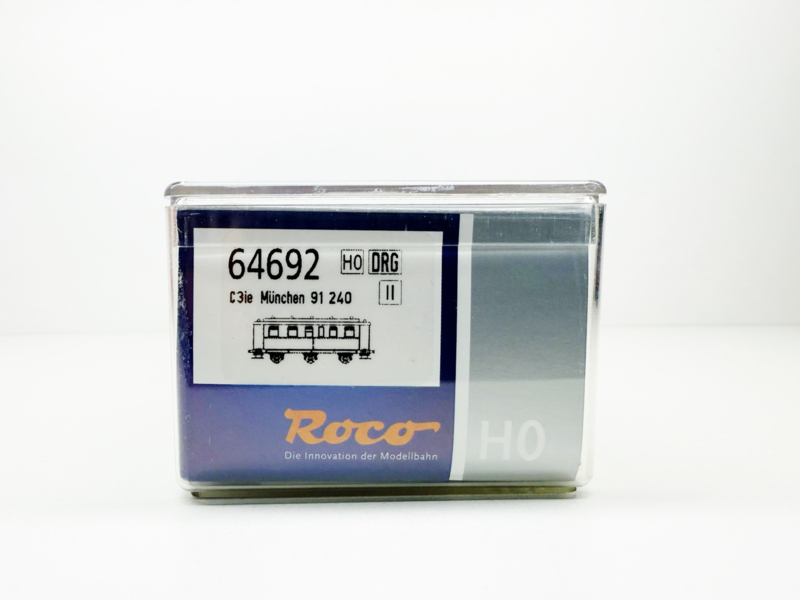 64692 H0 DRG
C3ie München 91 240 II
Roco
Die Innovation der Modellbahn
H0